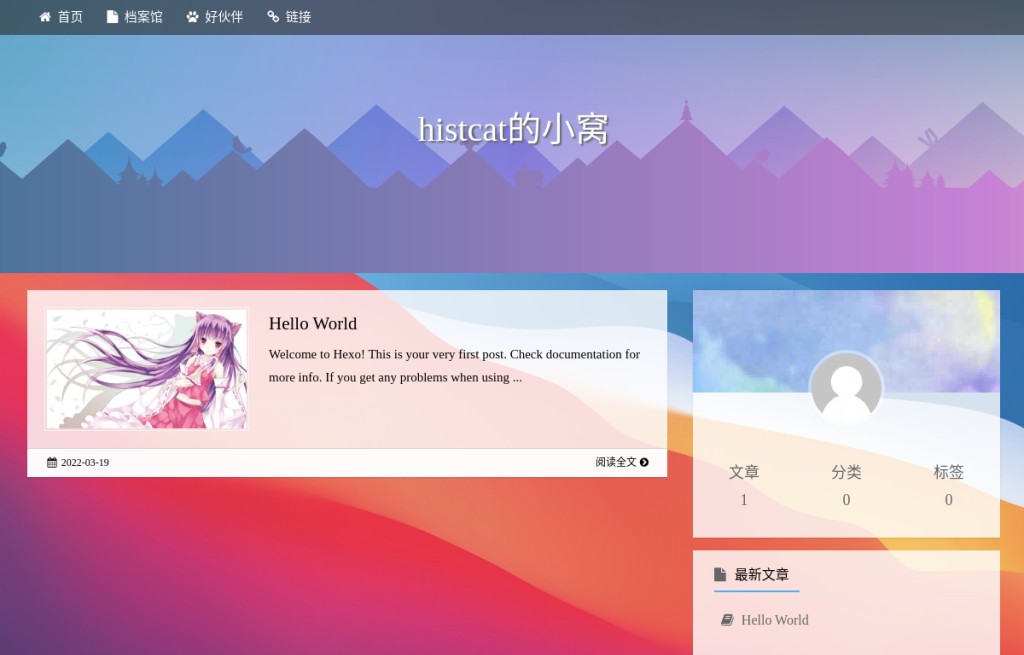 首页 档案馆 好伙伴 链接
histcat的小窝
Hello World
Welcome to Hexo! This is your very first post. Check documentation for
more info. If you get any problems when using ...
2022-03-19 阅读全文
文章 分类 标签
1 0 0
最新文章
Hello World